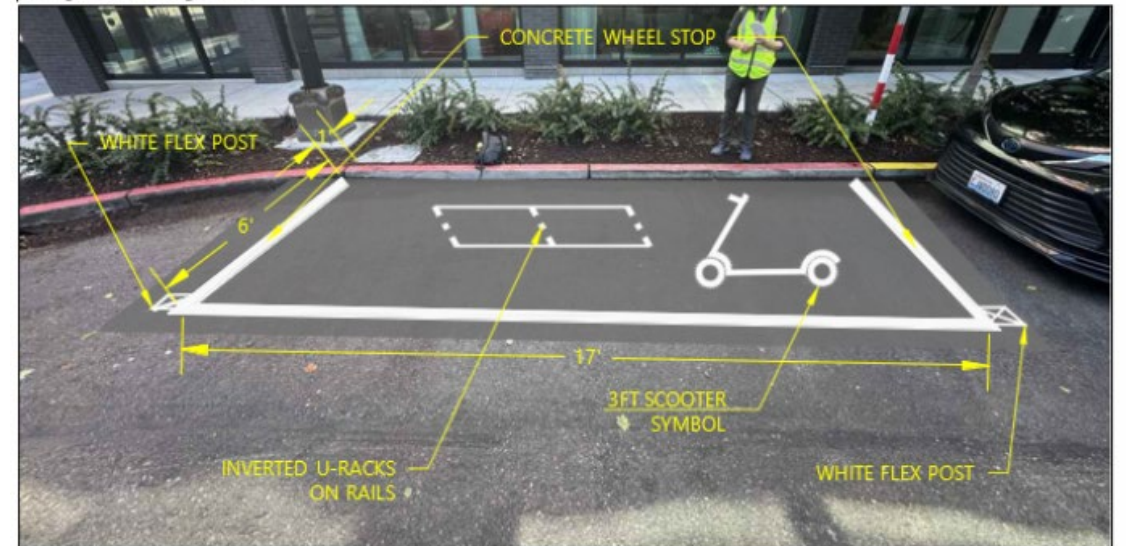 CONCRETE WHEEL STOP
WHITE FLEX POST
1'
6'
17'
3FT SCOOTER
SYMBOL
INVERTED U-RACKS
ON RAILS
WHITE FLEX POST